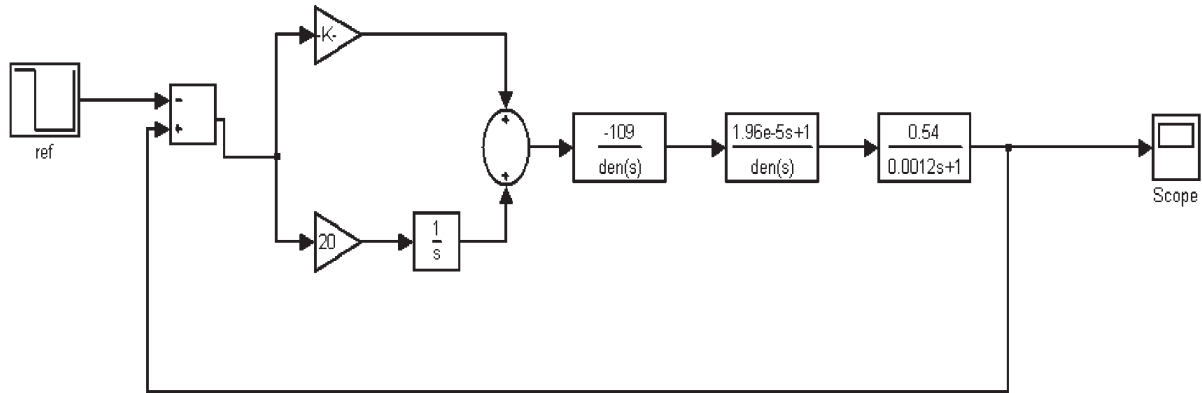 ref
-
+
-K-
20
1
s
+
+
-109
den(s)
1.96e-5s+1
den(s)
0.54
0.0012s+1
Scope